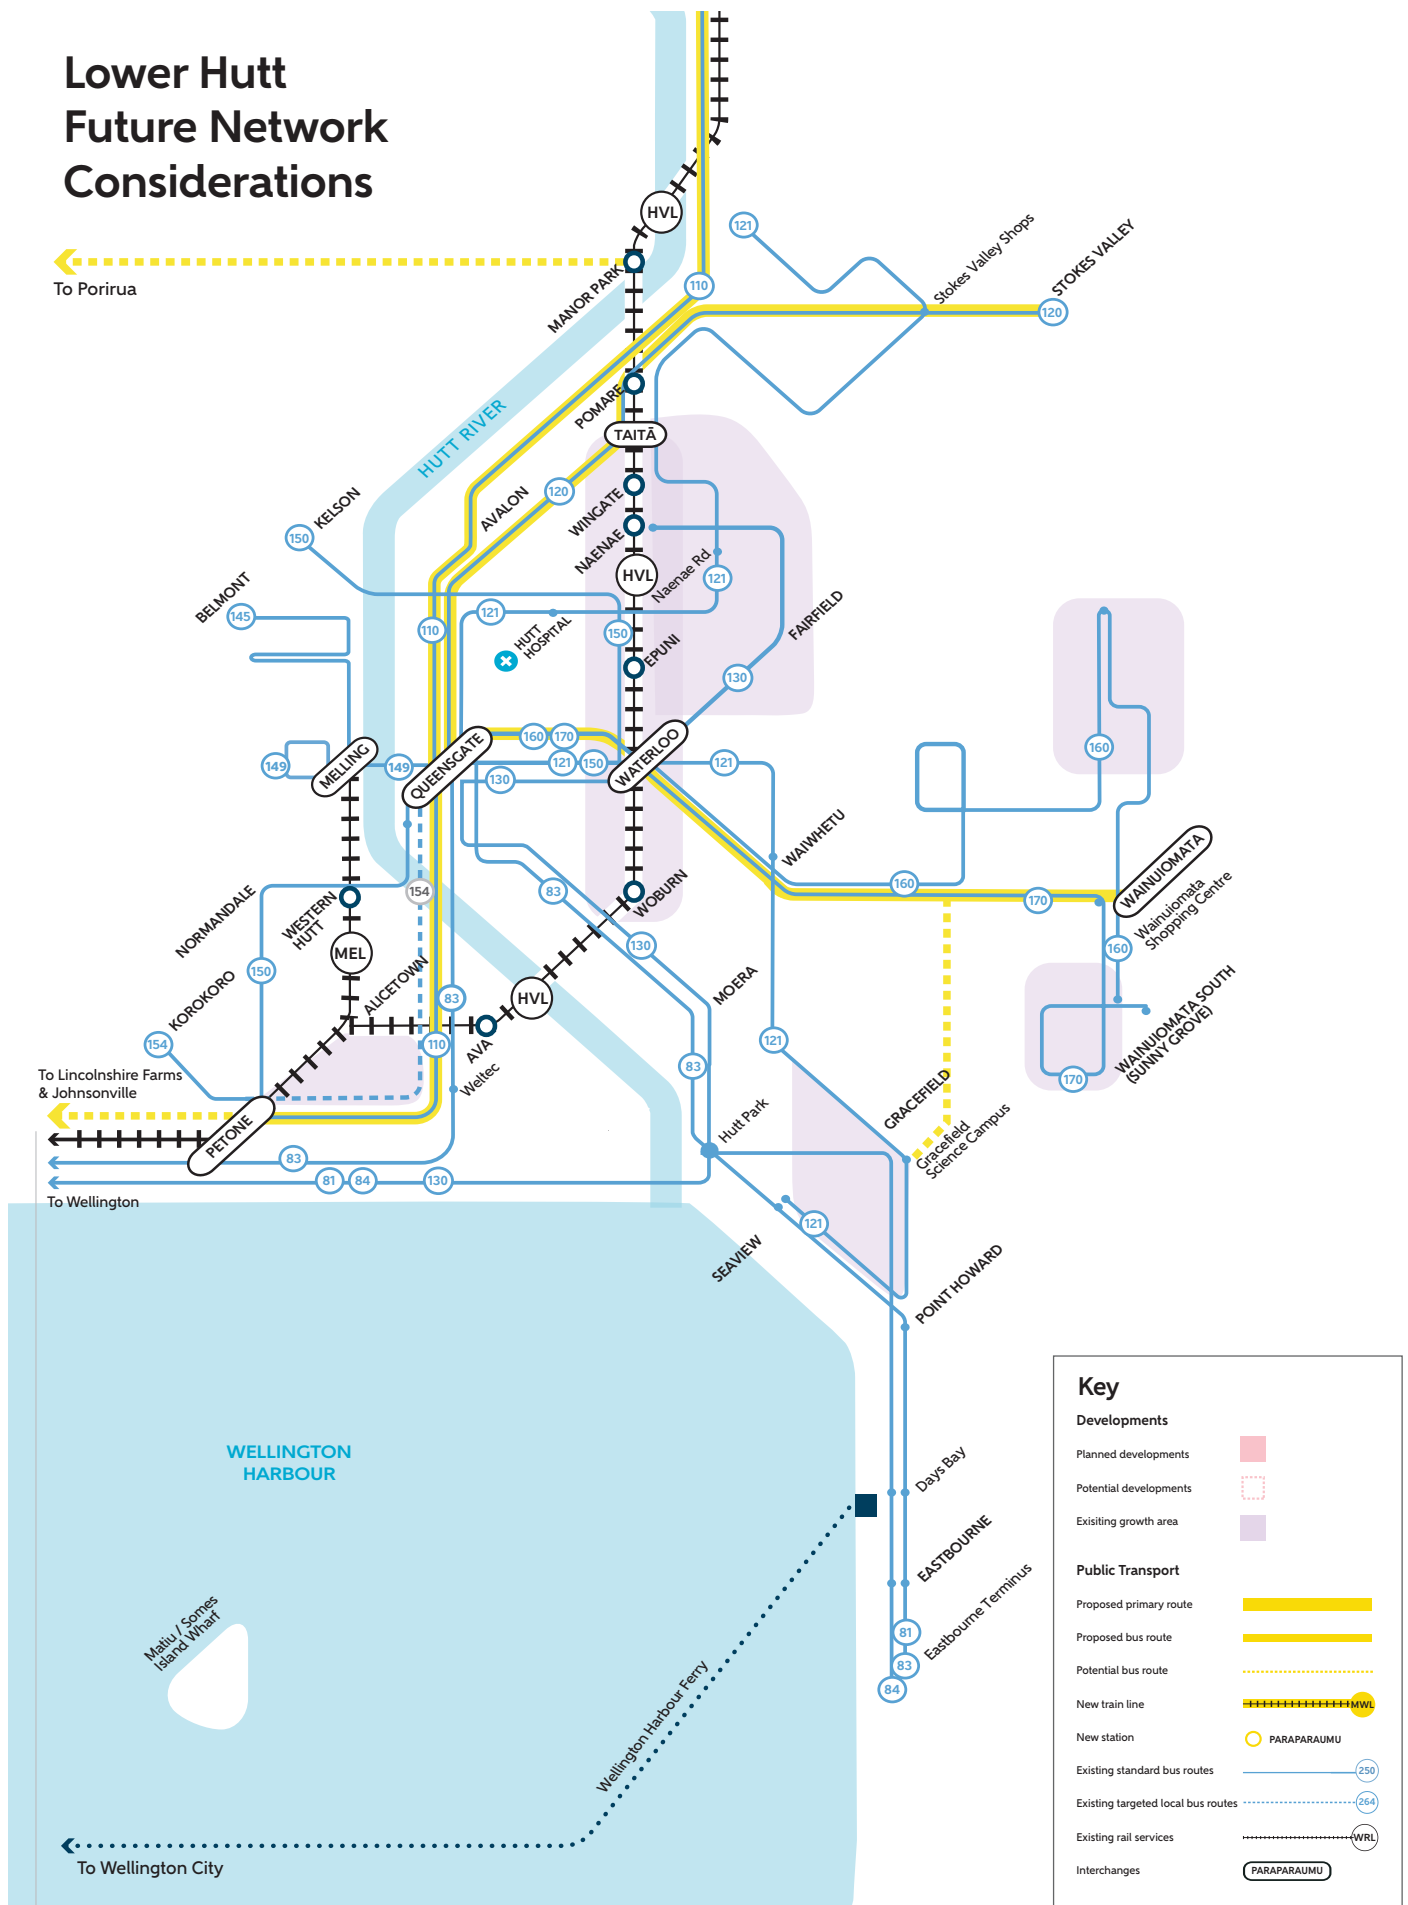 Lower Hutt
Future Network
Considerations
HVL
121
Stokes Valley Shops
STOKES VALLEY
To Porirua
MANOR PARK
110
120
POMARE
HUTT RIVER
TAITĀ
KELSON
150
AVALON
120
WINGATE
NAENAE
HVL
Naenae Rd
121
BELMONT
145
121
HUTT
HOSPITAL
110
150
EPUNI
FAIRFIELD
130
160
170
149
MELLING
149
QUEENSGATE
121
150
WATERLOO
121
130
160
WAIWHETU
WAINUIOMATA
154
83
WOBURN
160
170
Wainuiomata
Shopping Centre
NORMANDALE
WESTERN
HUTT
MEL
150
130
160
KOROKORO
ALICETOWN
83
HVL
MOERA
WAINUIOMATA SOUTH
(SUNNY GROVE)
154
110
AVA
121
83
170
To Lincolnshire Farms
& Johnsonville
Weltec
GRACEFIELD
Gracefield
Science Campus
PETONE
Hutt Park
83
81
84
130
To Wellington
121
SEAVIEW
POINT HOWARD
WELLINGTON
HARBOUR
Days Bay
EASTBOURNE
Eastbourne Terminus
81
83
84
Matiu / Somes
Island Wharf
Wellington Harbour Ferry
To Wellington City
Key
Developments
Planned developments
Potential developments
Exisiting growth area
Public Transport
Proposed primary route
Proposed bus route
Potential bus route
New train line
MWL
New station
PARAPARAUMU
Existing standard bus routes
250
Existing targeted local bus routes
264
Existing rail services
WRL
Interchanges
PARAPARAUMU